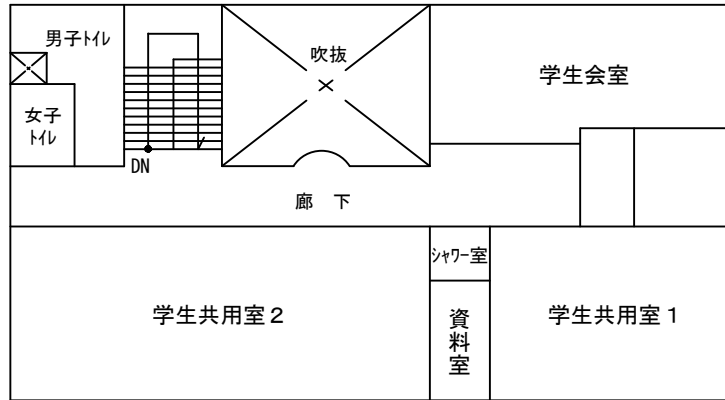 男子ﾄｲﾚ
吹抜
学生会室
女子
ﾄｲﾚ
DN
廊 下
ｼｬﾜｰ室
学生共用室２
資料室
学生共用室１